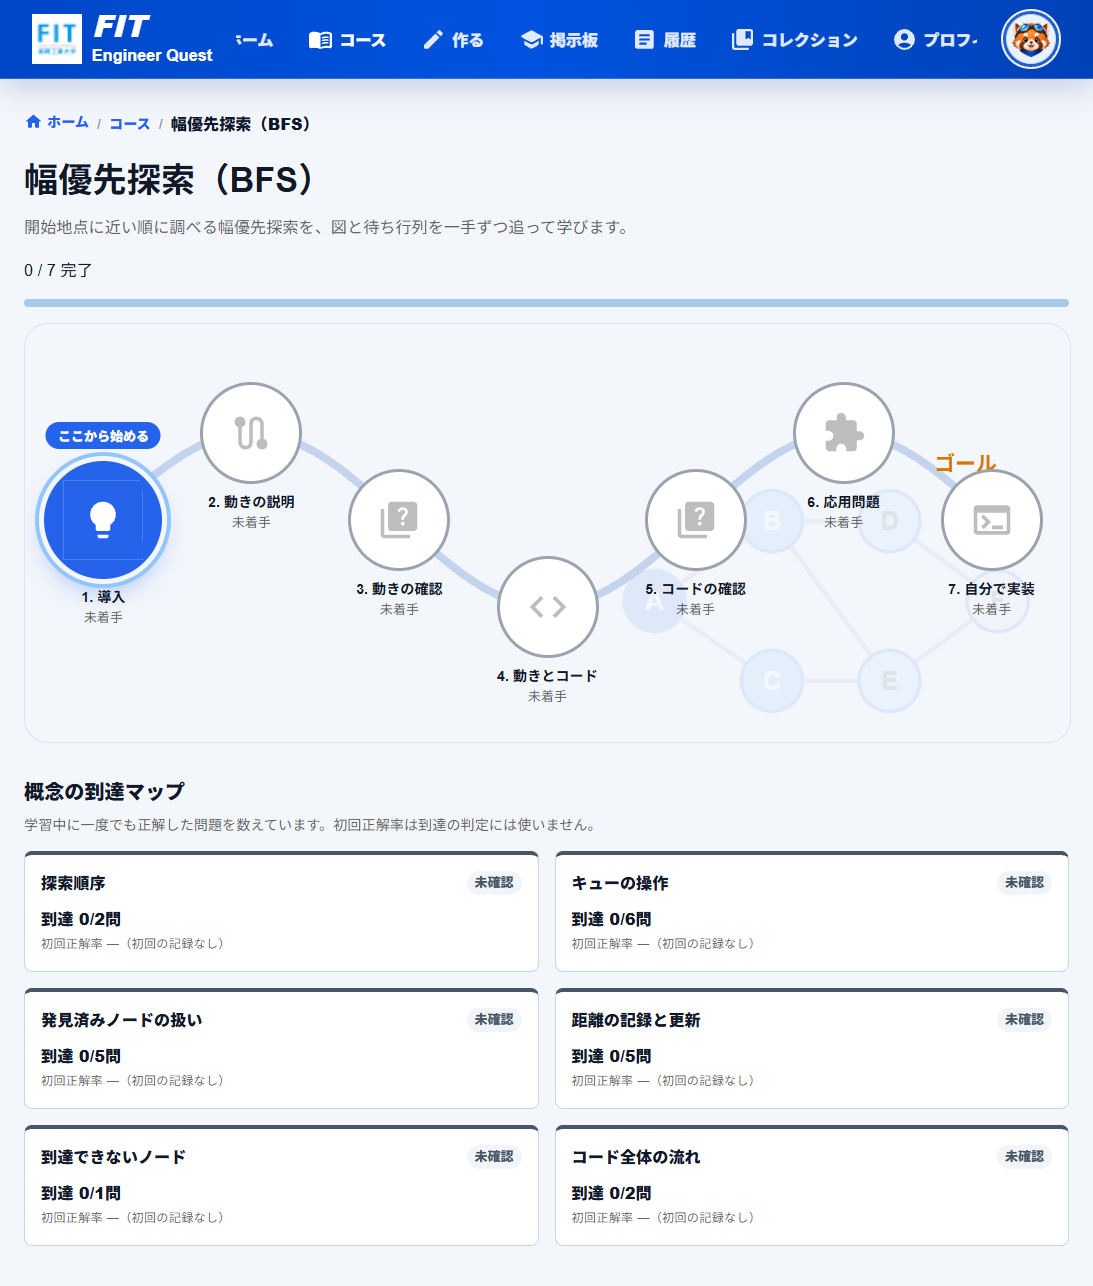 FIT
FIT
Engineer Quest
ーム
コース
作る
掲示板
履歴
コレクション
プロフィ
ホーム / コース / 幅優先探索（BFS）
幅優先探索（BFS）
開始地点に近い順に調べる幅優先探索を、図と待ち行列を一手ずつ追って学びます。
0 / 7 完了
ここから始める
1. 導入
未着手
2. 動きの説明
未着手
3. 動きの確認
未着手
4. 動きとコード
未着手
5. コードの確認
未着手
6. 応用問題
未着手
ゴール
7. 自分で実装
未着手
A
B
C
D
E
F
概念の到達マップ
学習中に一度でも正解した問題を数えています。初回正解率は到達の判定には使いません。
探索順序
未確認
到達 0/2問
初回正解率 —（初回の記録なし）
キューの操作
未確認
到達 0/6問
初回正解率 —（初回の記録なし）
発見済みノードの扱い
未確認
到達 0/5問
初回正解率 —（初回の記録なし）
距離の記録と更新
未確認
到達 0/5問
初回正解率 —（初回の記録なし）
到達できないノード
未確認
到達 0/1問
初回正解率 —（初回の記録なし）
コード全体の流れ
未確認
到達 0/2問
初回正解率 —（初回の記録なし）